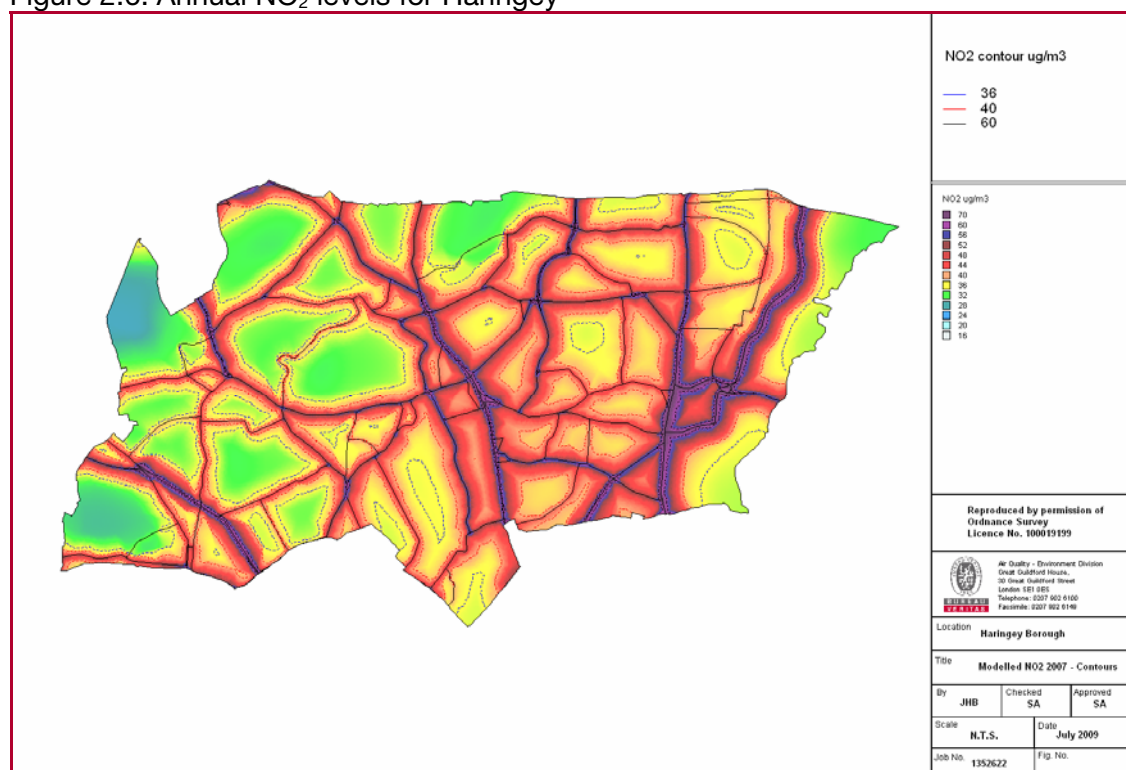 Figure 2.6: Annual NO₂ levels for Haringey
NO2 contour ug/m3
36
40
60
NO2 ug/m3
70
60
56
52
48
44
40
36
32
28
24
20
16
Reproduced by permission of
Ordnance Survey
Licence No. 100019199
Air Quality - Environment Division
Great Guildford House,
30 Great Guildford Street
London SE1 0ES
Telephone: 0207 902 6100
Facsimile: 0207 902 6149
BUREAU
VERITAS
Location
Haringey Borough
Title
Modelled NO2 2007 - Contours
By
JHB
Checked
SA
Approved
SA
Scale
N.T.S.
Date
July 2009
Job No. 1352622
Fig. No.